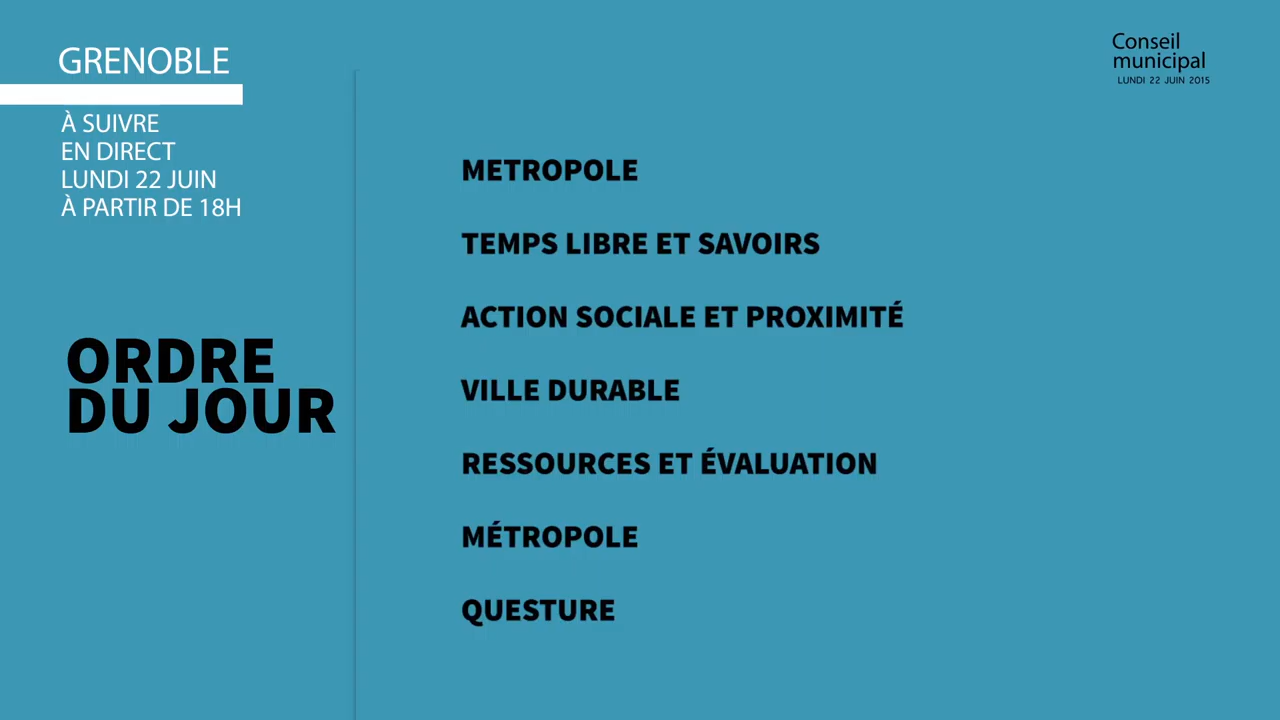 GRENOBLE
À SUIVRE
EN DIRECT
LUNDI 22 JUIN
À PARTIR DE 18H
ORDRE
DU JOUR
Conseil
municipal
LUNDI 22 JUIN 2015
METROPOLE
TEMPS LIBRE ET SAVOIRS
ACTION SOCIALE ET PROXIMITÉ
VILLE DURABLE
RESSOURCES ET ÉVALUATION
MÉTROPOLE
QUESTURE